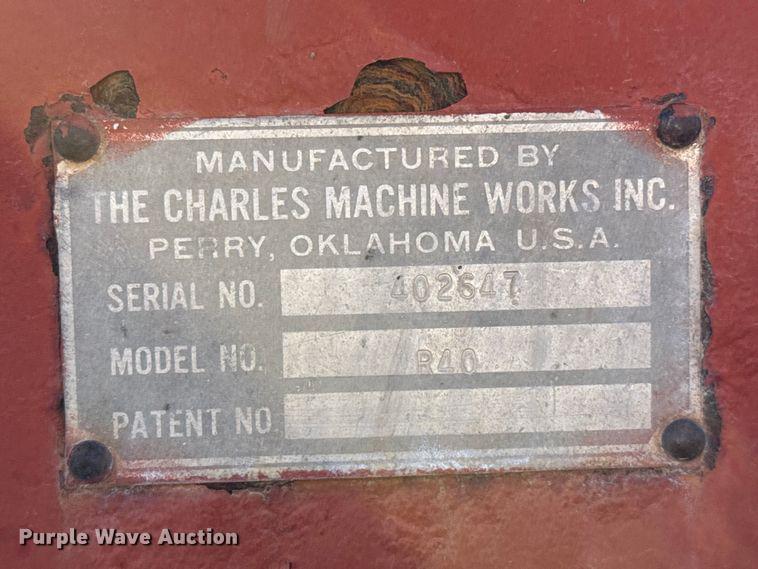 MANUFACTURED BY
THE CHARLES MACHINE WORKS INC.
PERRY, OKLAHOMA U.S.A.
SERIAL NO. 402647
MODEL NO. R40
PATENT NO
Purple Wave Auction